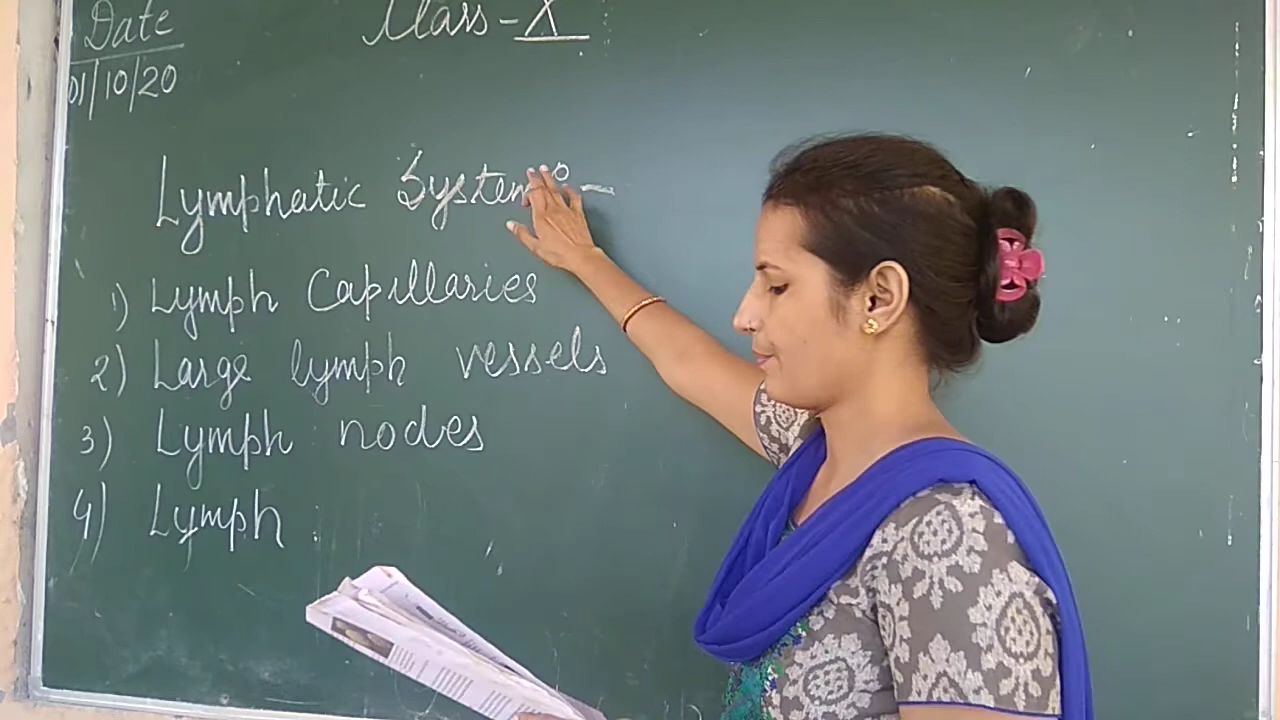 Date
01/10/20
Class - X
Lymphatic System :-
1) Lymph Capillaries
2) Large lymph vessels
3) Lymph nodes
4) Lymph